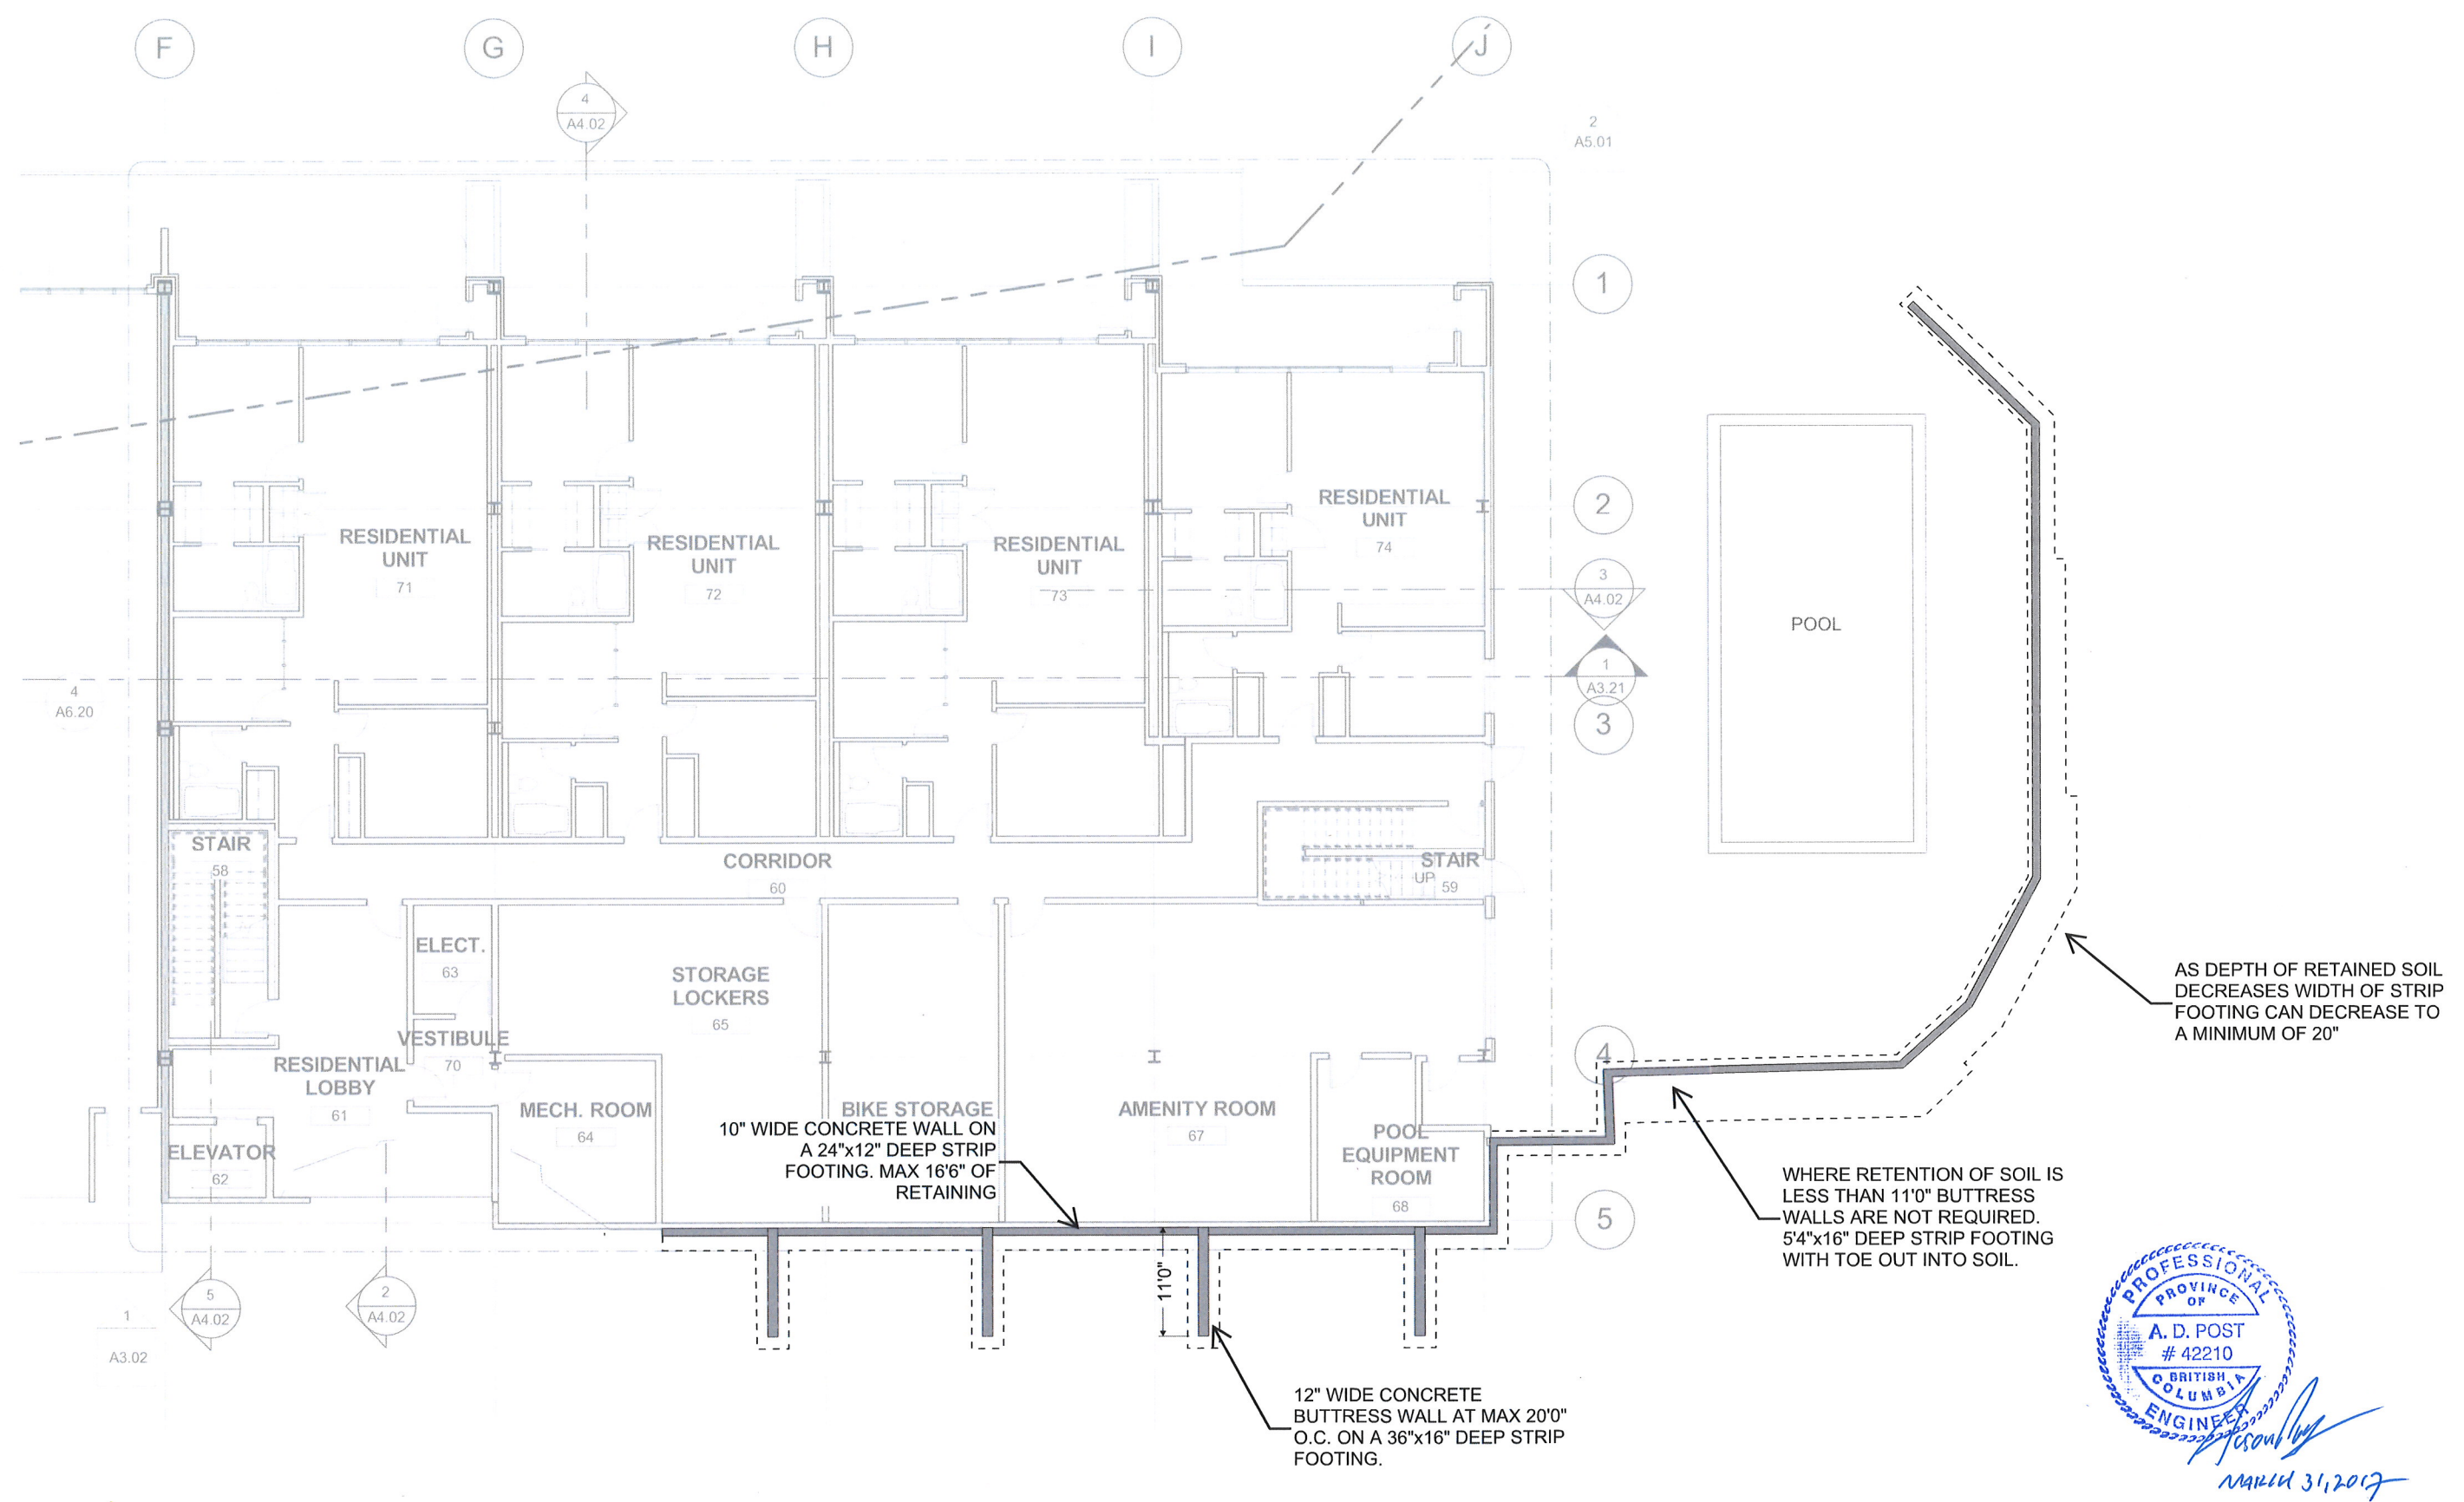 F
G
H
I
J
4
A4.02
2
A5.01
1
2
3
A4.02
1
A3.21
3
4
5
4
A6.20
RESIDENTIAL
UNIT
71
RESIDENTIAL
UNIT
72
RESIDENTIAL
UNIT
73
RESIDENTIAL
UNIT
74
POOL
STAIR
58
CORRIDOR
60
STAIR
UP
59
ELECT.
63
STORAGE
LOCKERS
65
VESTIBULE
70
RESIDENTIAL
LOBBY
61
MECH. ROOM
64
BIKE STORAGE
AMENITY ROOM
67
POOL
EQUIPMENT
ROOM
68
ELEVATOR
62
10" WIDE CONCRETE WALL ON
A 24"x12" DEEP STRIP
FOOTING. MAX 16'6" OF
RETAINING
AS DEPTH OF RETAINED SOIL
DECREASES WIDTH OF STRIP
FOOTING CAN DECREASE TO
A MINIMUM OF 20"
WHERE RETENTION OF SOIL IS
LESS THAN 11'0" BUTTRESS
WALLS ARE NOT REQUIRED.
5'4"x16" DEEP STRIP FOOTING
WITH TOE OUT INTO SOIL.
11'0"
5
A4.02
2
A4.02
1
A3.02
12" WIDE CONCRETE
BUTTRESS WALL AT MAX 20'0"
O.C. ON A 36"x16" DEEP STRIP
FOOTING.
PROFESSIONAL
PROVINCE
OF
A. D. POST
# 42210
BRITISH
COLUMBIA
ENGINEER
MARCH 31, 2017